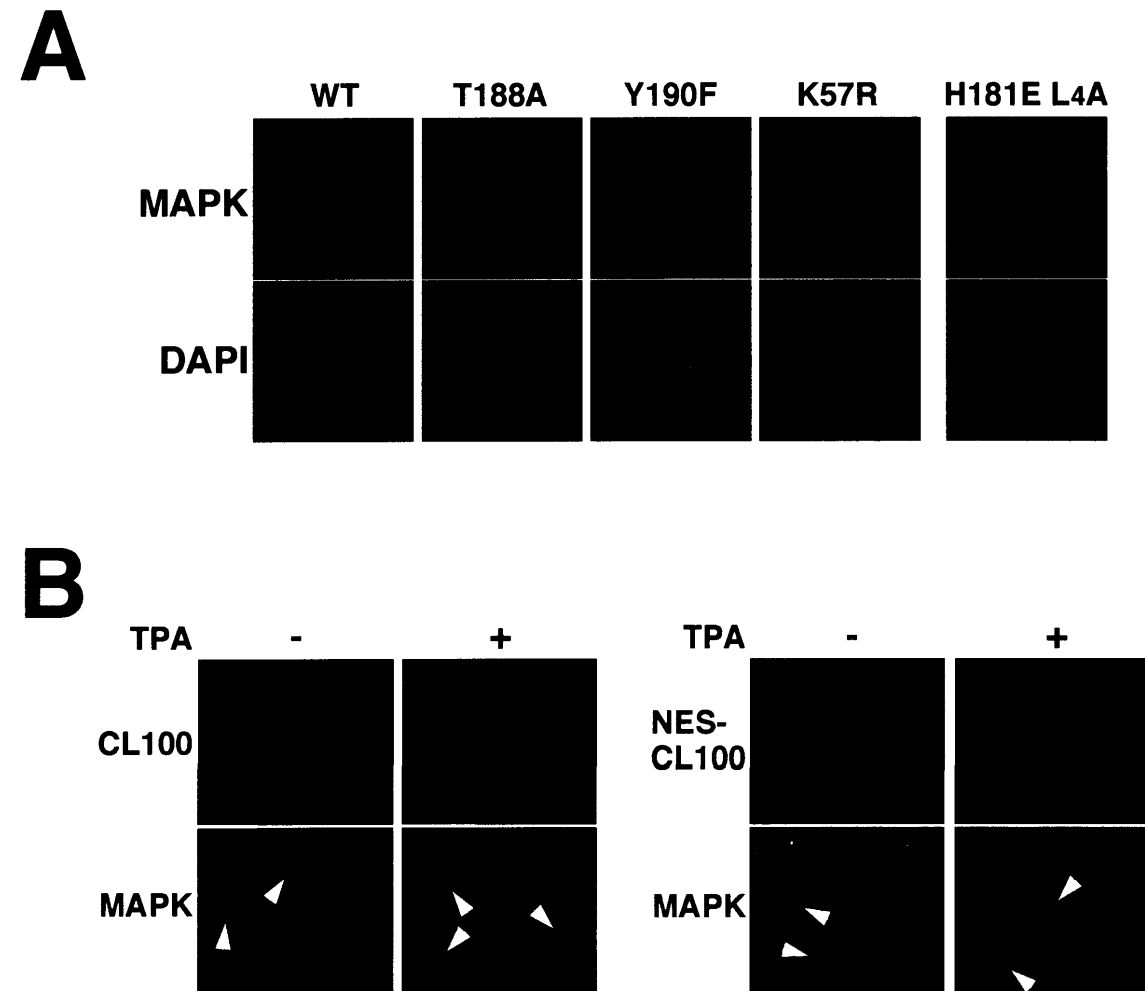 A
WT T188A Y190F K57R H181E L4A
MAPK
DAPI
B
TPA - + TPA - +
CL100 NES-
CL100
MAPK MAPK